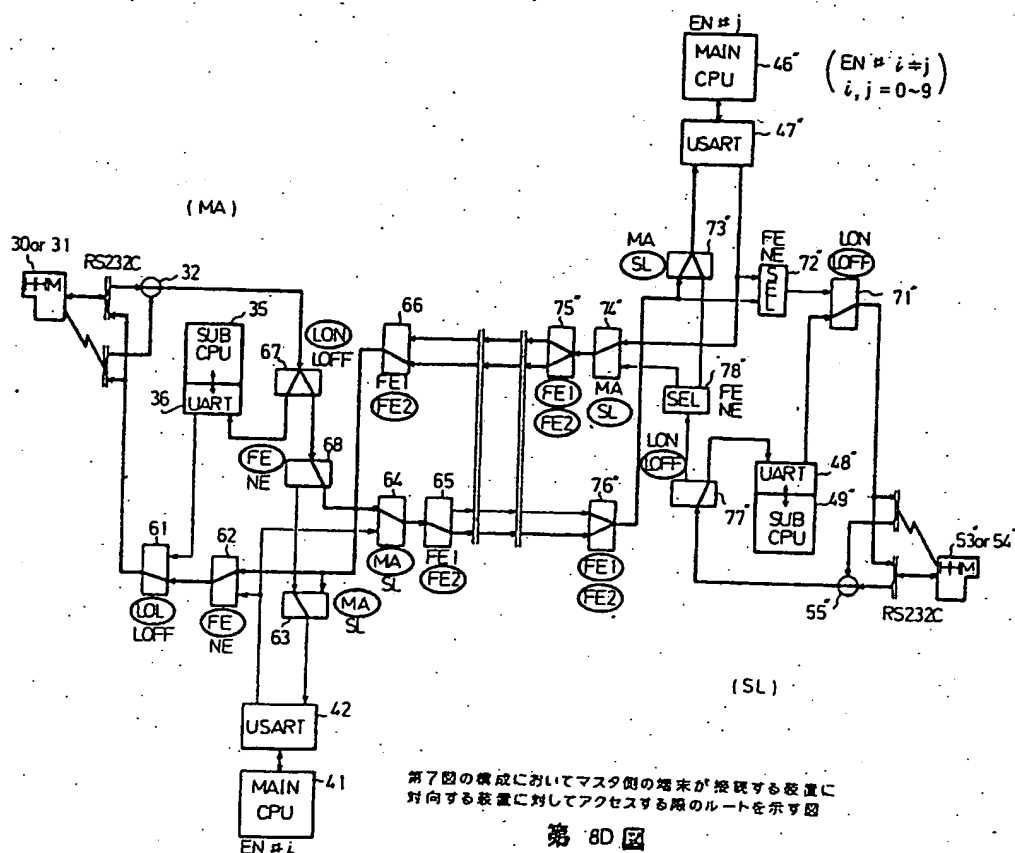 EN # j
MAIN
CPU
46"
( EN # i ≠ j )
( i, j = 0~9 )
47"
USART
(MA)
30 or 31
HHM
RS232C
32
35
SUB
CPU
UART
36
67
LON
LOFF
66
FE1
FE2
75"
FE1
FE2
74"
MA
SL
MA
SL
73"
FE
NE
72"
SEL
LON
LOFF
71"
78"
SEL
FE
NE
LON
LOFF
77"
UART
48"
SUB
CPU
49"
FE
NE
68
64
MA
SL
65
FE1
FE2
76"
FE1
FE2
61
LOL
LOFF
62
FE
NE
63
MA
SL
53" or 54"
HHM
55"
RS232C
(SL)
USART
42
MAIN
CPU
41
EN # i
第7図の構成においてマスタ側の端末が接続する装置に
対向する装置に対してアクセスする際のルートを示す図
第 8D 図